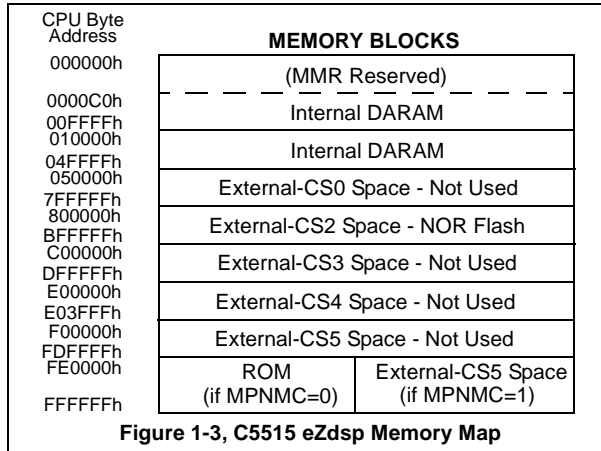 CPU Byte
Address
MEMORY BLOCKS
000000h
(MMR Reserved)
0000C0h
Internal DARAM
00FFFFh
010000h
Internal DARAM
04FFFFh
050000h
External-CS0 Space - Not Used
7FFFFFh
800000h
External-CS2 Space - NOR Flash
BFFFFFh
C00000h
External-CS3 Space - Not Used
DFFFFFh
E00000h
External-CS4 Space - Not Used
E03FFFh
F00000h
External-CS5 Space - Not Used
FDFFFFh
FE0000h
ROM
(if MPNMC=0)
External-CS5 Space
(if MPNMC=1)
FFFFFFh
Figure 1-3, C5515 eZdsp Memory Map